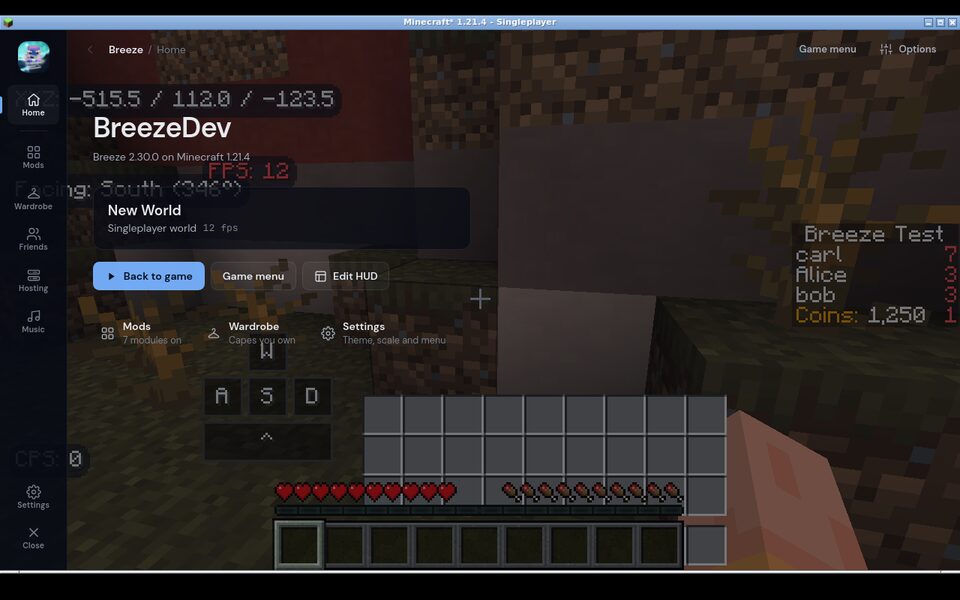 Minecraft* 1.21.4 - Singleplayer
Breeze / Home
Game menu
Options
-515.5 / 112.0 / -123.5
Home
BreezeDev
Breeze 2.30.0 on Minecraft 1.21.4
FPS: 12
Mods
Facing: South (346°)
Wardrobe
New World
Singleplayer world 12 fps
Friends
Breeze Test
carl 7
Alice 3
bob 3
Coins: 1,250 1
Hosting
Back to game
Game menu
Edit HUD
Music
Mods
7 modules on
Wardrobe
Capes you own
Settings
Theme, scale and menu
W
A S D
^
CPS: 0
Settings
Close